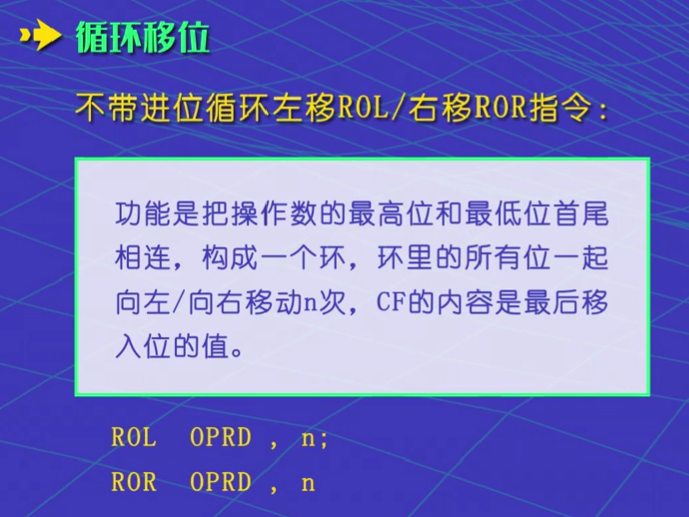 循环移位
不带进位循环左移ROL/右移ROR指令：
功能是把操作数的最高位和最低位首尾
相连，构成一个环，环里的所有位一起
向左/向右移动n次，CF的内容是最后移
入位的值。
ROL OPRD , n;
ROR OPRD , n